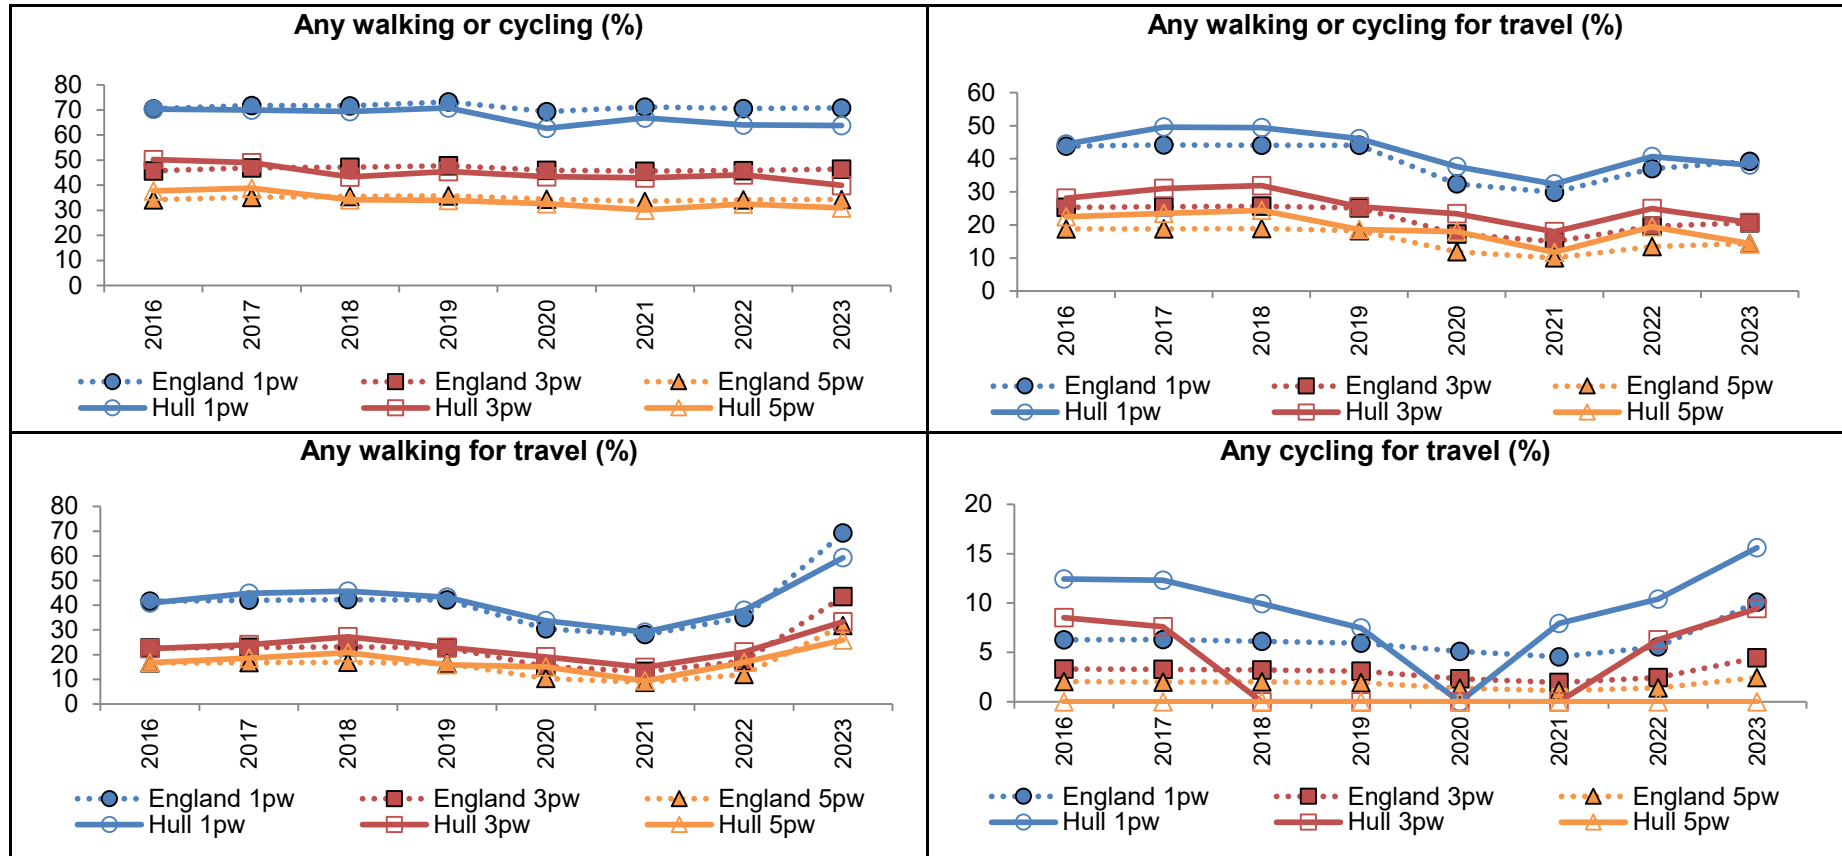 Any walking or cycling (%)
80
70
60
50
40
30
20
10
0
2016 2017 2018 2019 2020 2021 2022 2023
England 1pw England 3pw England 5pw
Hull 1pw Hull 3pw Hull 5pw
Any walking or cycling for travel (%)
60
50
40
30
20
10
0
2016 2017 2018 2019 2020 2021 2022 2023
England 1pw England 3pw England 5pw
Hull 1pw Hull 3pw Hull 5pw
Any walking for travel (%)
80
70
60
50
40
30
20
10
0
2016 2017 2018 2019 2020 2021 2022 2023
England 1pw England 3pw England 5pw
Hull 1pw Hull 3pw Hull 5pw
Any cycling for travel (%)
20
15
10
5
0
2016 2017 2018 2019 2020 2021 2022 2023
England 1pw England 3pw England 5pw
Hull 1pw Hull 3pw Hull 5pw